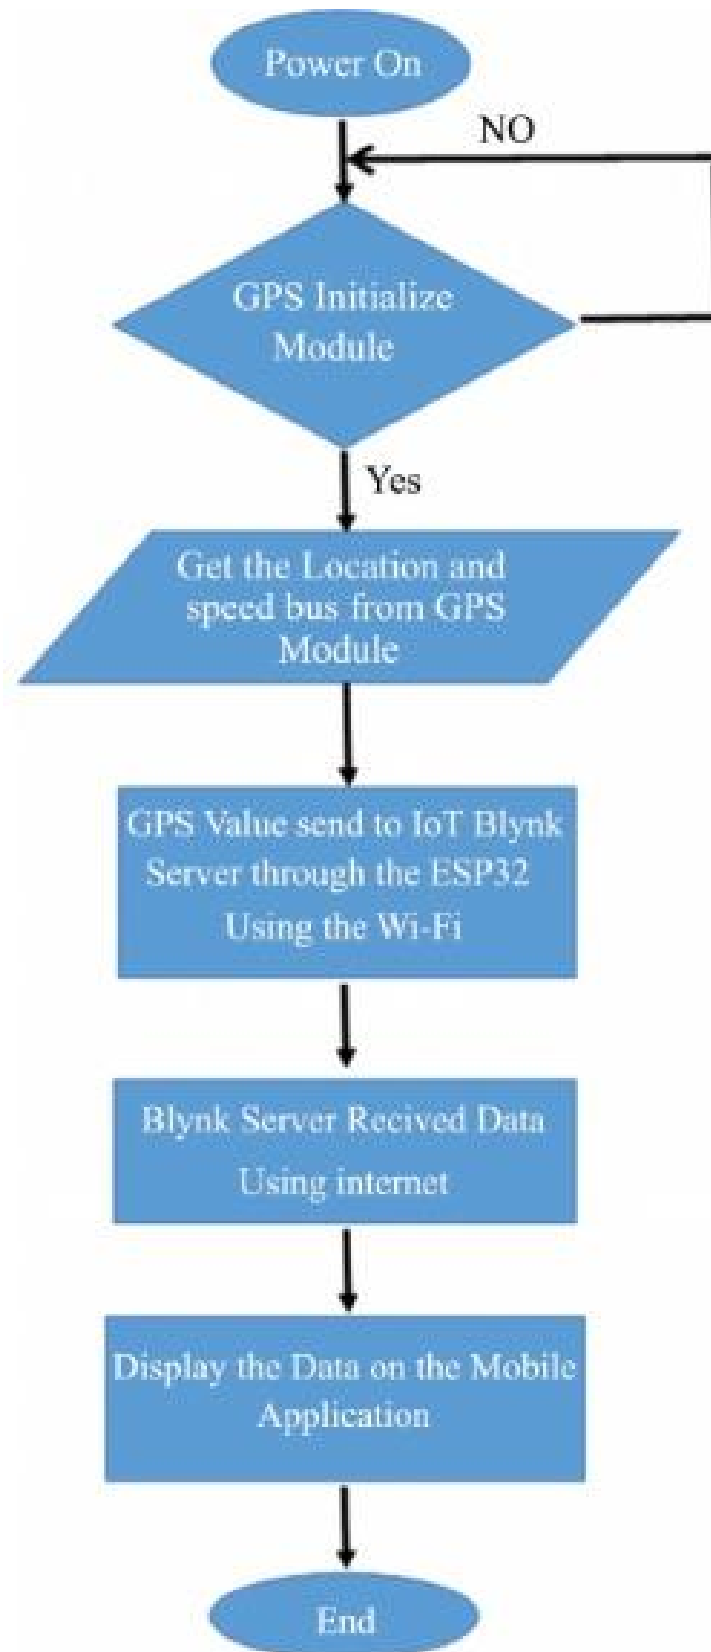 Power On
NO
GPS Initialize
Module
Yes
Get the Location and
speed bus from GPS
Module
GPS Value send to IoT Blynk
Server through the ESP32
Using the Wi-Fi
Blynk Server Recived Data
Using internet
Display the Data on the Mobile
Application
End